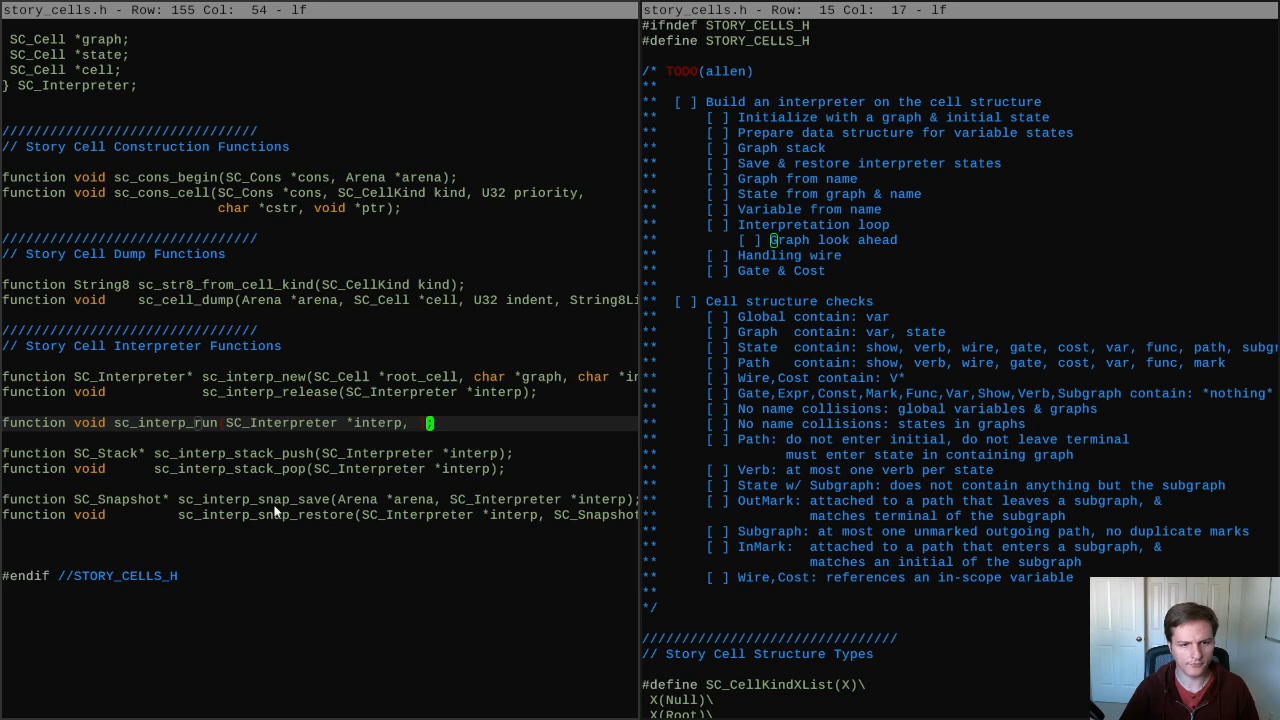 story_cells.h - Row: 155 Col:  54 - lf
SC_Cell *graph;
SC_Cell *state;
SC_Cell *cell;
} SC_Interpreter;
////////////////////////////////
// Story Cell Construction Functions
function void sc_cons_begin(SC_Cons *cons, Arena *arena);
function void sc_cons_cell(SC_Cons *cons, SC_CellKind kind, U32 priority,
char *cstr, void *ptr);
////////////////////////////////
// Story Cell Dump Functions
function String8 sc_str8_from_cell_kind(SC_CellKind kind);
function void    sc_cell_dump(Arena *arena, SC_Cell *cell, U32 indent, String8Li
////////////////////////////////
// Story Cell Interpreter Functions
function SC_Interpreter* sc_interp_new(SC_Cell *root_cell, char *graph, char *in
function void            sc_interp_release(SC_Interpreter *interp);
function void sc_interp_run(SC_Interpreter *interp, );
function SC_Stack* sc_interp_stack_push(SC_Interpreter *interp);
function void      sc_interp_stack_pop(SC_Interpreter *interp);
function SC_Snapshot* sc_interp_snap_save(Arena *arena, SC_Interpreter *interp);
function void         sc_interp_snap_restore(SC_Interpreter *interp, SC_Snapshot
#endif //STORY_CELLS_H
story_cells.h - Row:  15 Col:  17 - lf
#ifndef STORY_CELLS_H
#define STORY_CELLS_H
/* TODO(allen)
**
**  [ ] Build an interpreter on the cell structure
**      [ ] Initialize with a graph & initial state
**      [ ] Prepare data structure for variable states
**      [ ] Graph stack
**      [ ] Save & restore interpreter states
**      [ ] Graph from name
**      [ ] State from graph & name
**      [ ] Variable from name
**      [ ] Interpretation loop
**          [ ] Graph look ahead
**      [ ] Handling wire
**      [ ] Gate & Cost
**
**  [ ] Cell structure checks
**      [ ] Global contain: var
**      [ ] Graph  contain: var, state
**      [ ] State  contain: show, verb, wire, gate, cost, var, func, path, subgr
**      [ ] Path   contain: show, verb, wire, gate, cost, var, func, mark
**      [ ] Wire,Cost contain: V*
**      [ ] Gate,Expr,Const,Mark,Func,Var,Show,Verb,Subgraph contain: *nothing*
**      [ ] No name collisions: global variables & graphs
**      [ ] No name collisions: states in graphs
**      [ ] Path: do not enter initial, do not leave terminal
**                must enter state in containing graph
**      [ ] Verb: at most one verb per state
**      [ ] State w/ Subgraph: does not contain anything but the subgraph
**      [ ] OutMark: attached to a path that leaves a subgraph, &
**                   matches terminal of the subgraph
**      [ ] Subgraph: at most one unmarked outgoing path, no duplicate marks
**      [ ] InMark:  attached to a path that enters a subgraph, &
**                   matches an initial of the subgraph
**      [ ] Wire,Cost: references an in-scope variable
**
*/
////////////////////////////////
// Story Cell Structure Types
#define SC_CellKindXList(X)\
X(Null)\
X(Root)\